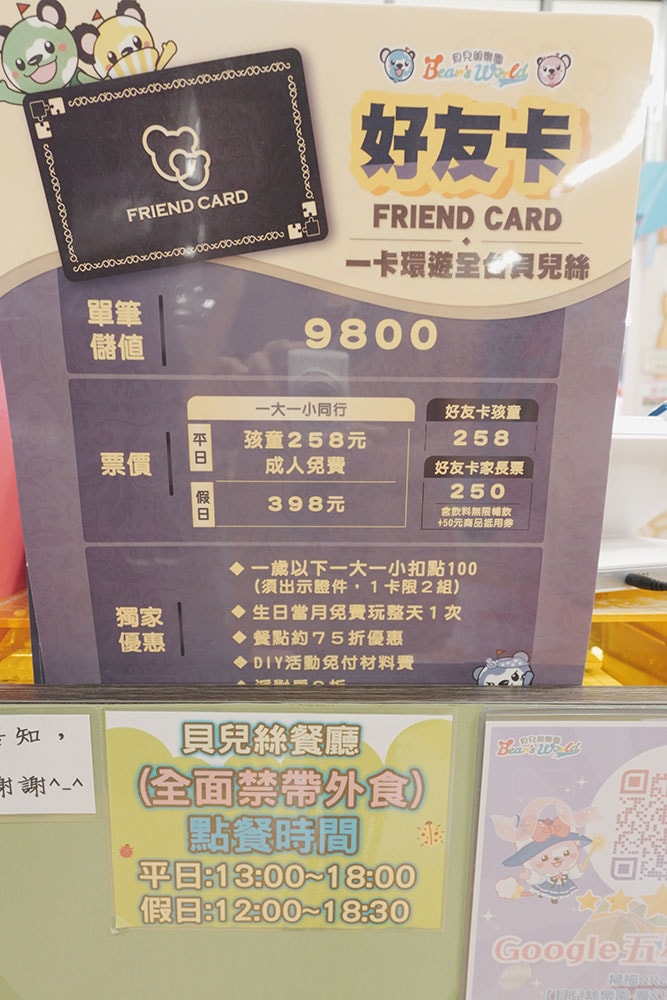 貝兒絲樂園
Bear's World
好友卡
FRIEND CARD
FRIEND CARD
一卡環遊全台貝兒絲
單筆
儲值
9800
票價
一大一小同行
平日
孩童258元
成人免費
假日
398元
好友卡孩童
258
好友卡家長票
250
含飲料無限暢飲
+50元商品抵用券
獨家
優惠
◆一歲以下一大一小扣點100
(須出示證件，1卡限2組)
◆生日當月免費玩整天1次
◆餐點約75折優惠
◆DIY活動免付材料費
知，
謝謝^_^
貝兒絲餐廳
(全面禁帶外食)
點餐時間
平日:13:00~18:00
假日:12:00~18:30
貝兒絲樂園
Bear's World
Google五